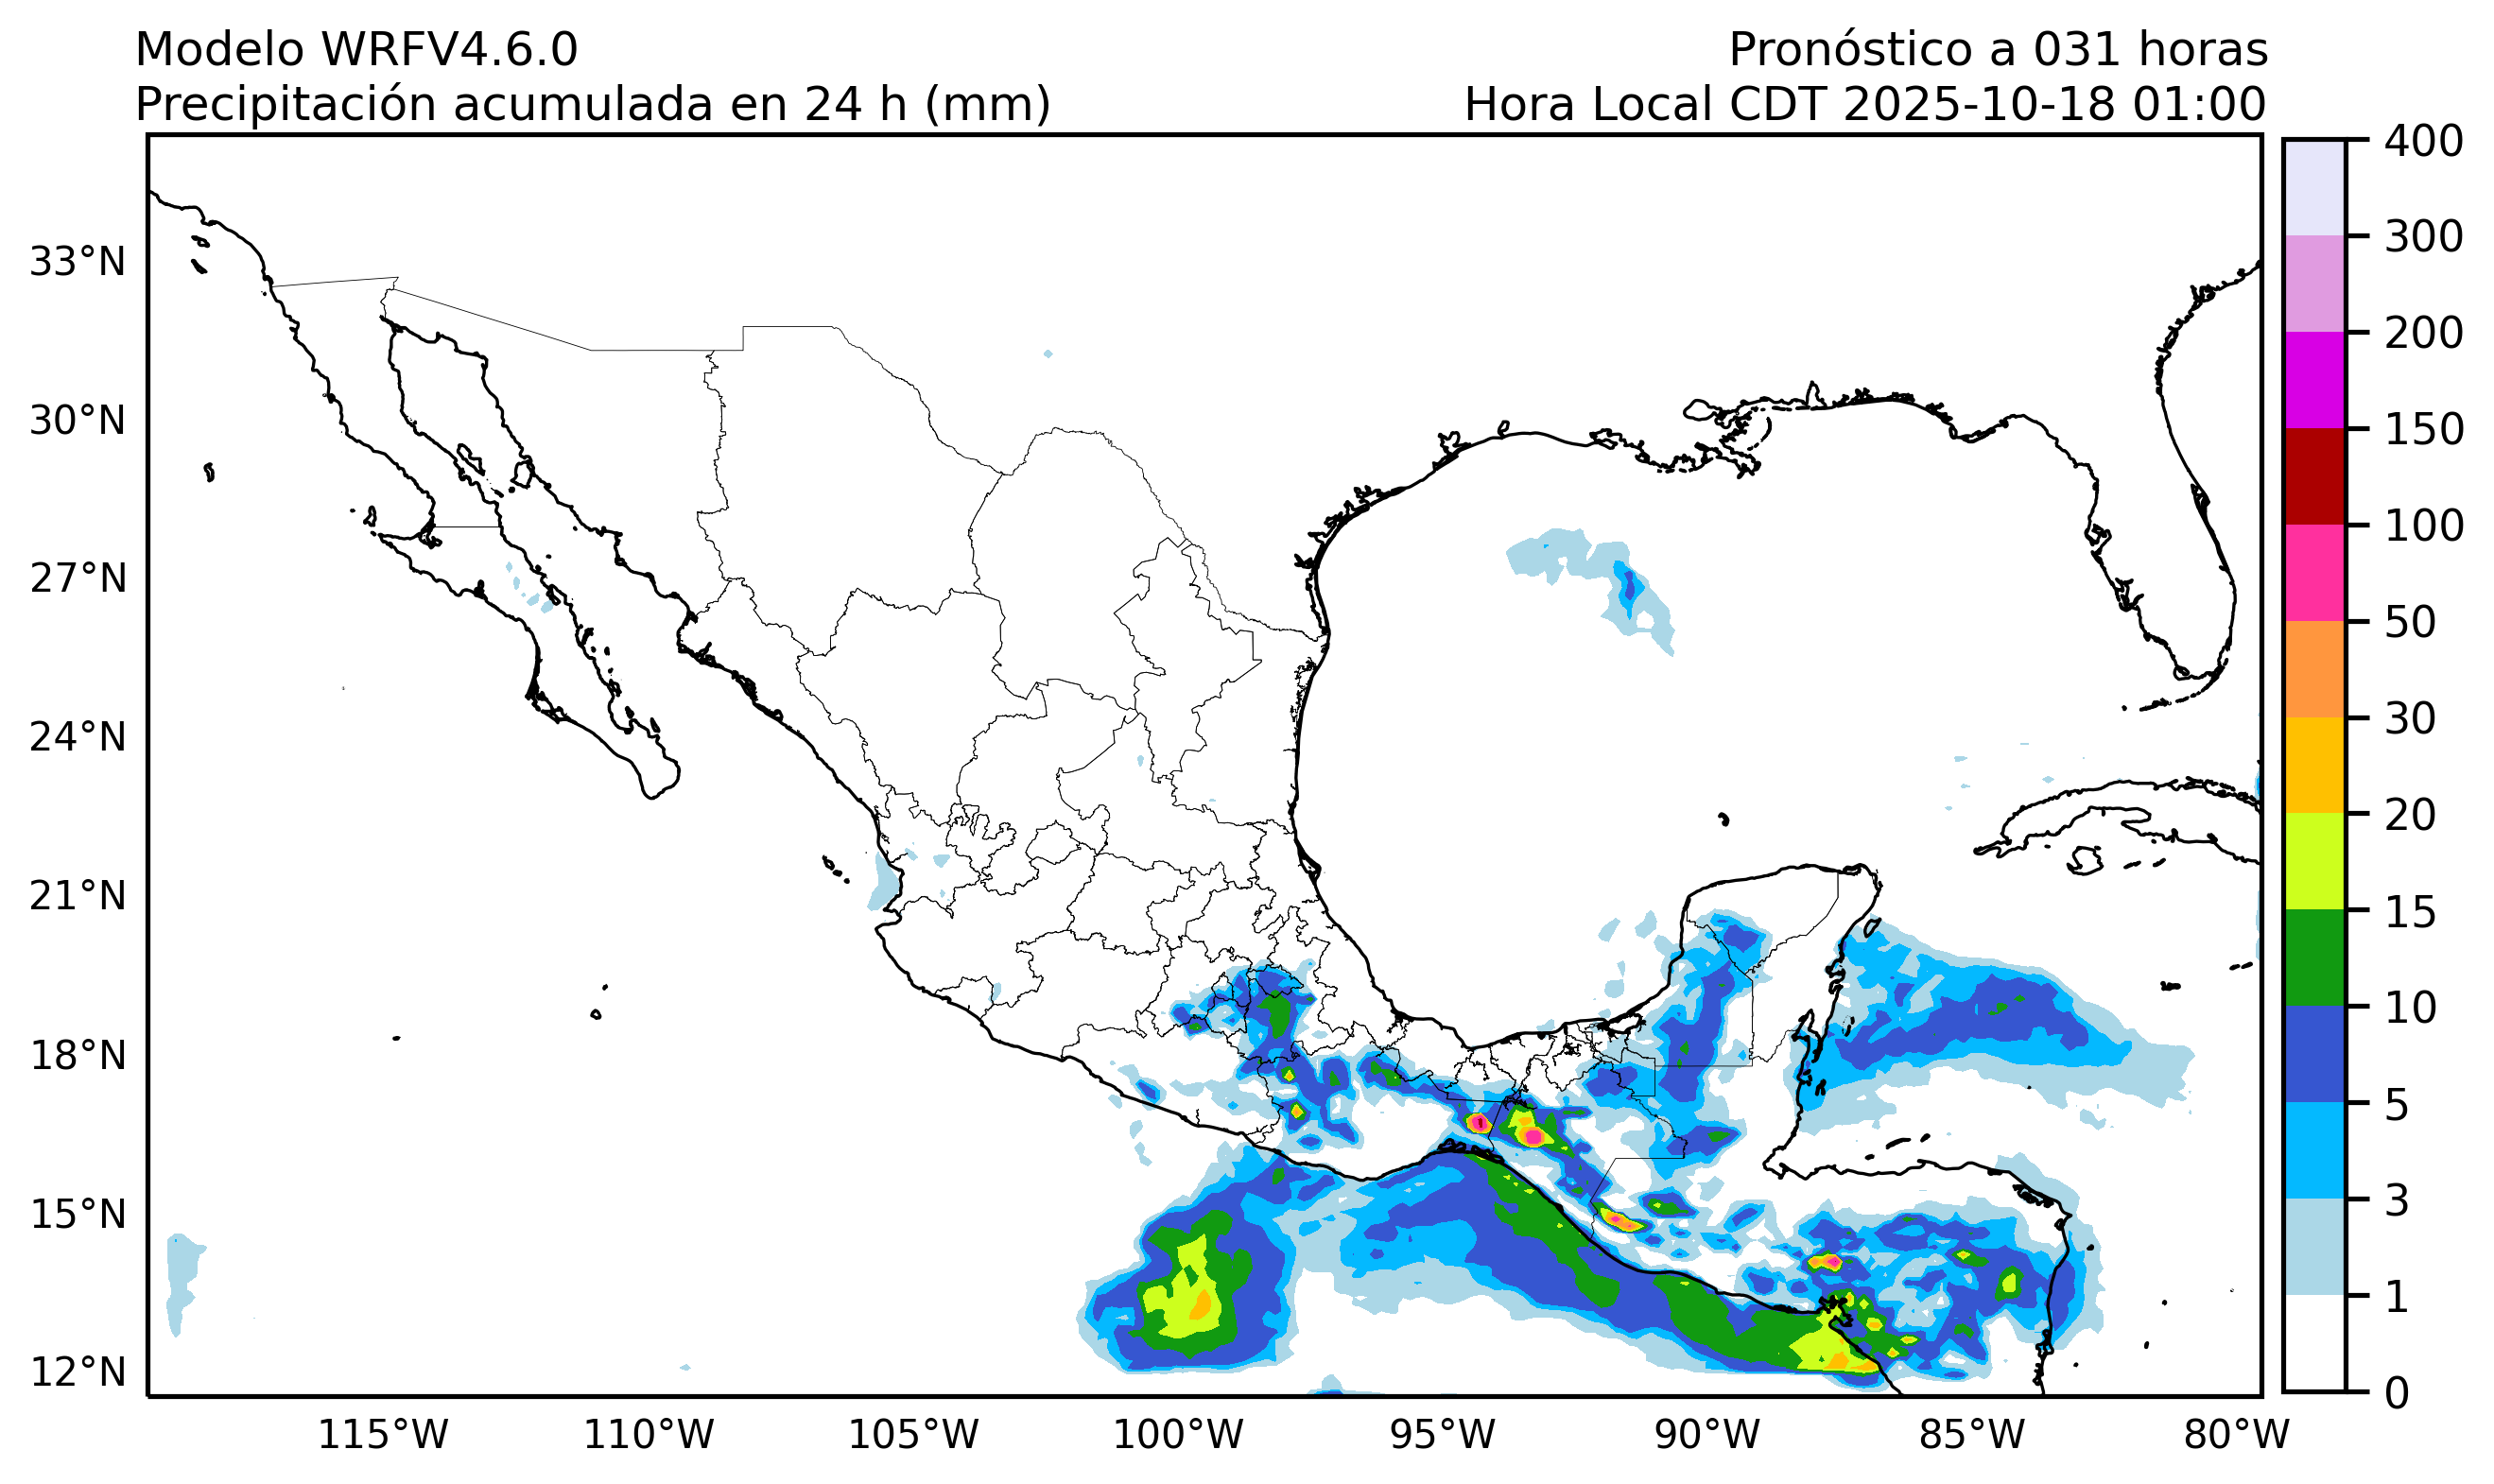 Modelo WRFV4.6.0
Pronóstico a 031 horas
Precipitación acumulada en 24 h (mm)
Hora Local CDT 2025-10-18 01:00
400
300
200
150
100
50
30
20
15
10
5
3
1
0
33°N
30°N
27°N
24°N
21°N
18°N
15°N
12°N
115°W
110°W
105°W
100°W
95°W
90°W
85°W
80°W